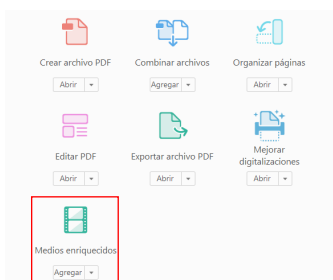 Crear archivo PDF
Combinar archivos
Organizar páginas
Abrir
Agregar
Abrir
Editar PDF
Exportar archivo PDF
Mejorar
digitalizaciones
Abrir
Abrir
Abrir
Medios enriquecidos
Agregar